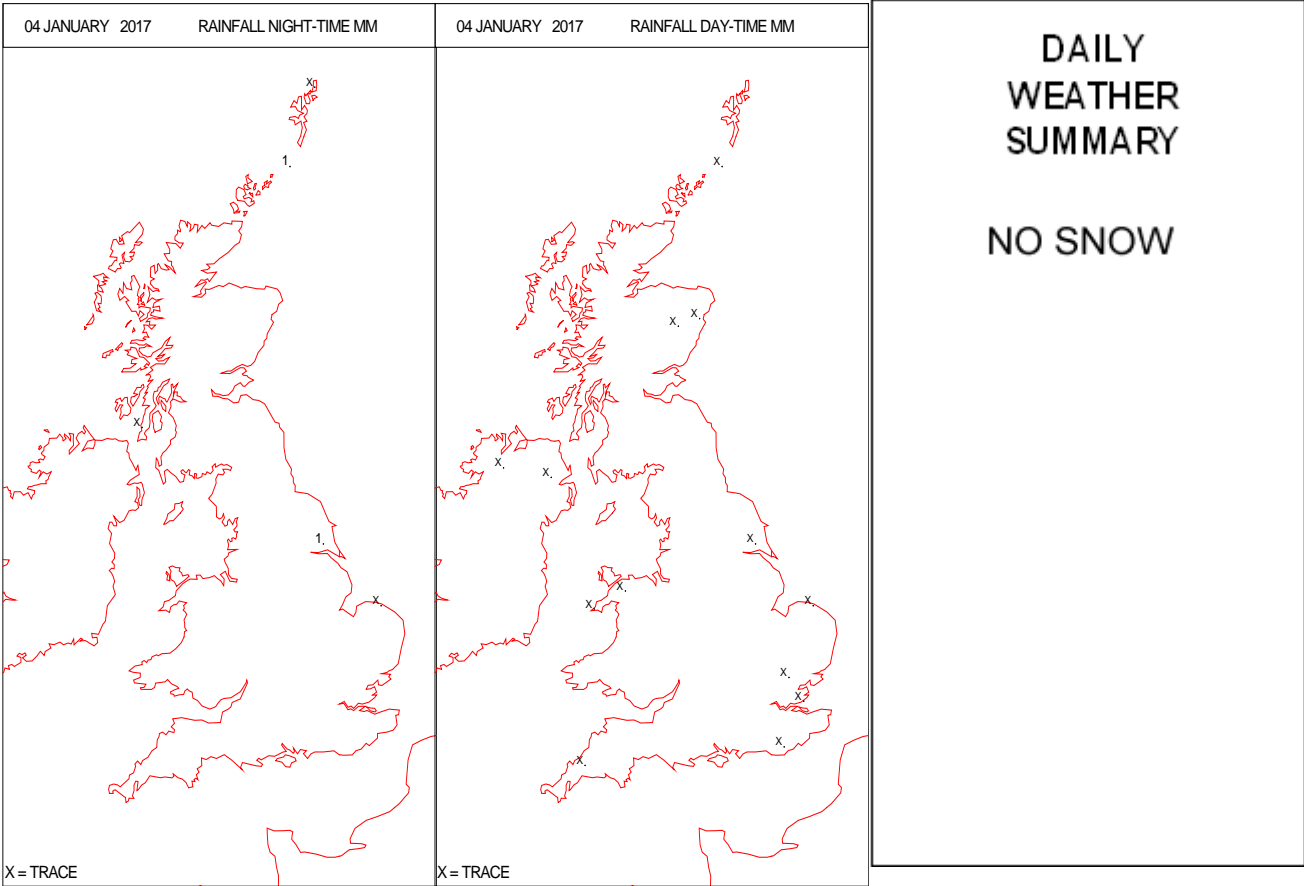 04 JANUARY 2017 RAINFALL NIGHT-TIME MM
X.
1.
X.
1.
X.
X = TRACE
04 JANUARY 2017 RAINFALL DAY-TIME MM
X.
X. X.
X.
X.
X.
X.
X.
X.
X.
X.
X.
X.
X = TRACE
DAILY
WEATHER
SUMMARY
NO SNOW